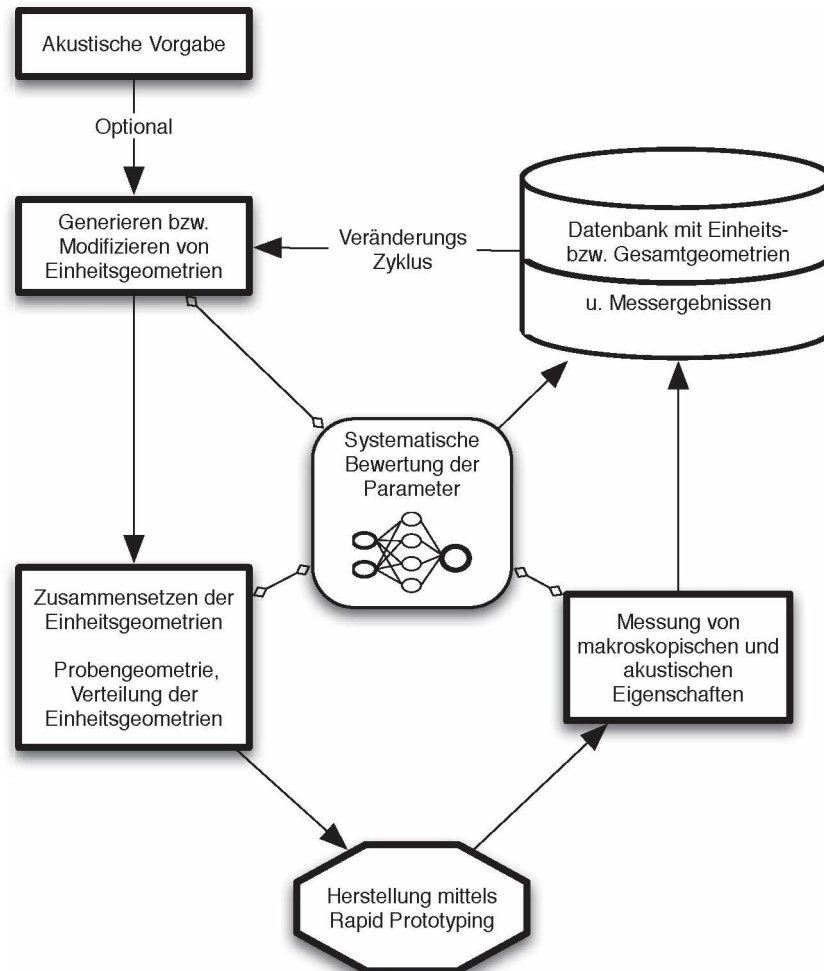 Akustische Vorgabe
Optional
Generieren bzw.
Modifizieren von
Einheitsgeometrien
Veränderungs
Zyklus
Datenbank mit Einheits-
bzw. Gesamtgeometrien
u. Messergebnissen
Systematische
Bewertung der
Parameter
Zusammensetzen der
Einheitsgeometrien
Probengeometrie,
Verteilung der
Einheitsgeometrien
Messung von
makroskopischen und
akustischen
Eigenschaften
Herstellung mittels
Rapid Prototyping